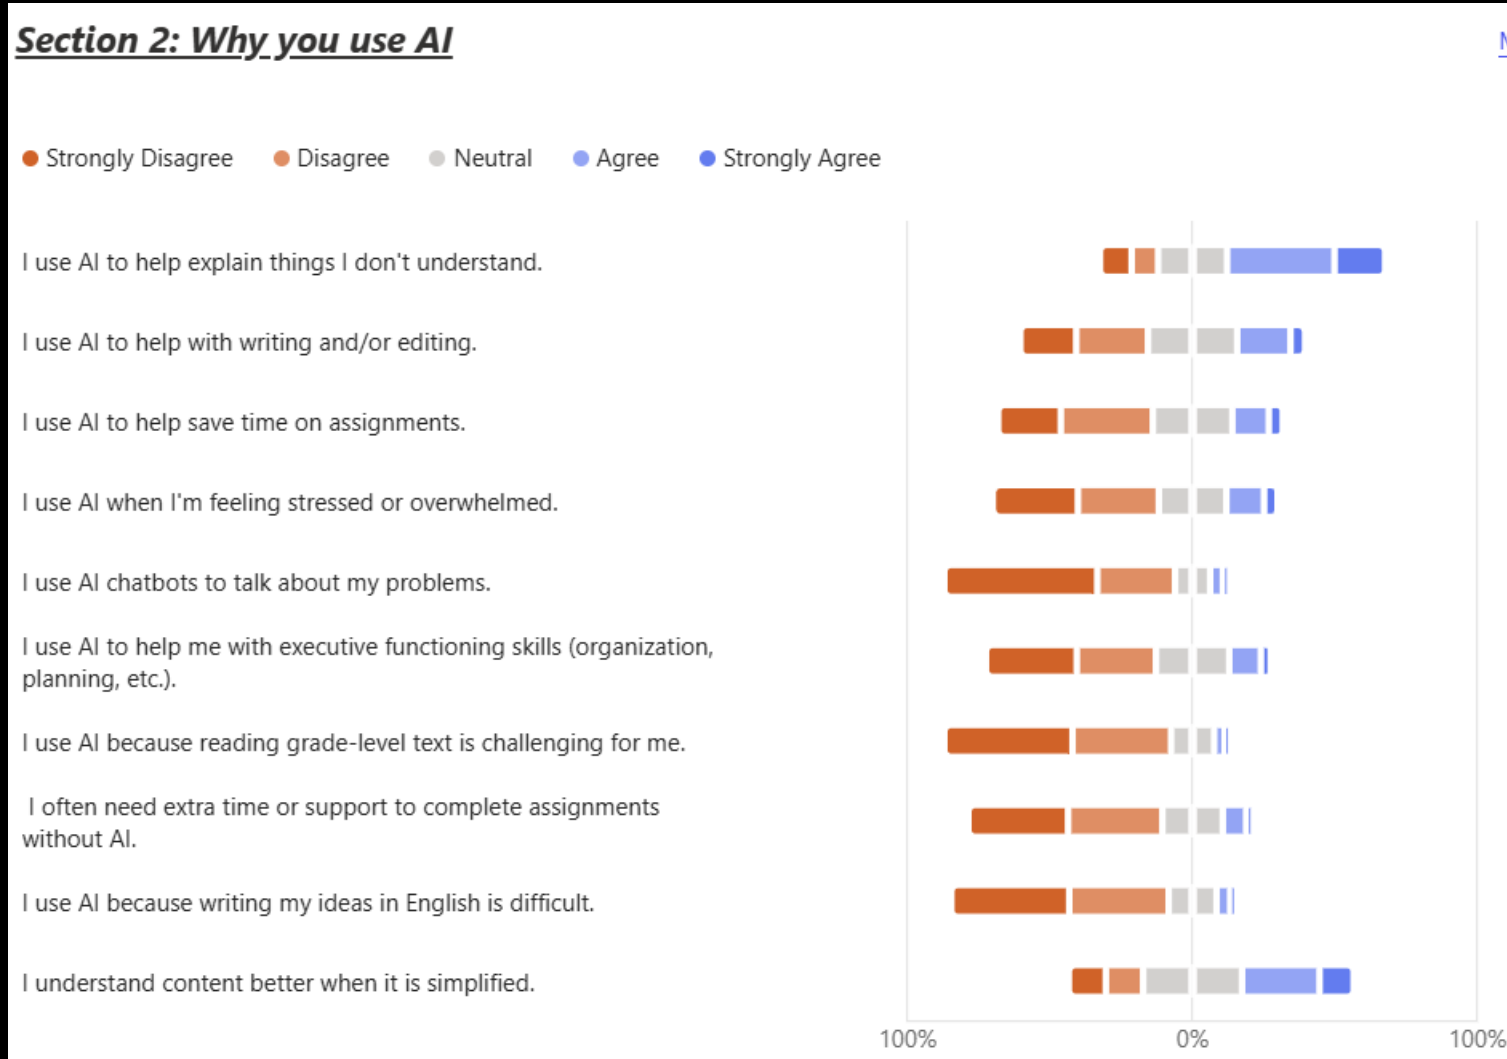 Section 2: Why you use AI
Strongly Disagree Disagree Neutral Agree Strongly Agree
I use AI to help explain things I don't understand.
I use AI to help with writing and/or editing.
I use AI to help save time on assignments.
I use AI when I'm feeling stressed or overwhelmed.
I use AI chatbots to talk about my problems.
I use AI to help me with executive functioning skills (organization,
planning, etc.).
I use AI because reading grade-level text is challenging for me.
I often need extra time or support to complete assignments
without AI.
I use AI because writing my ideas in English is difficult.
I understand content better when it is simplified.
100% 0% 100%